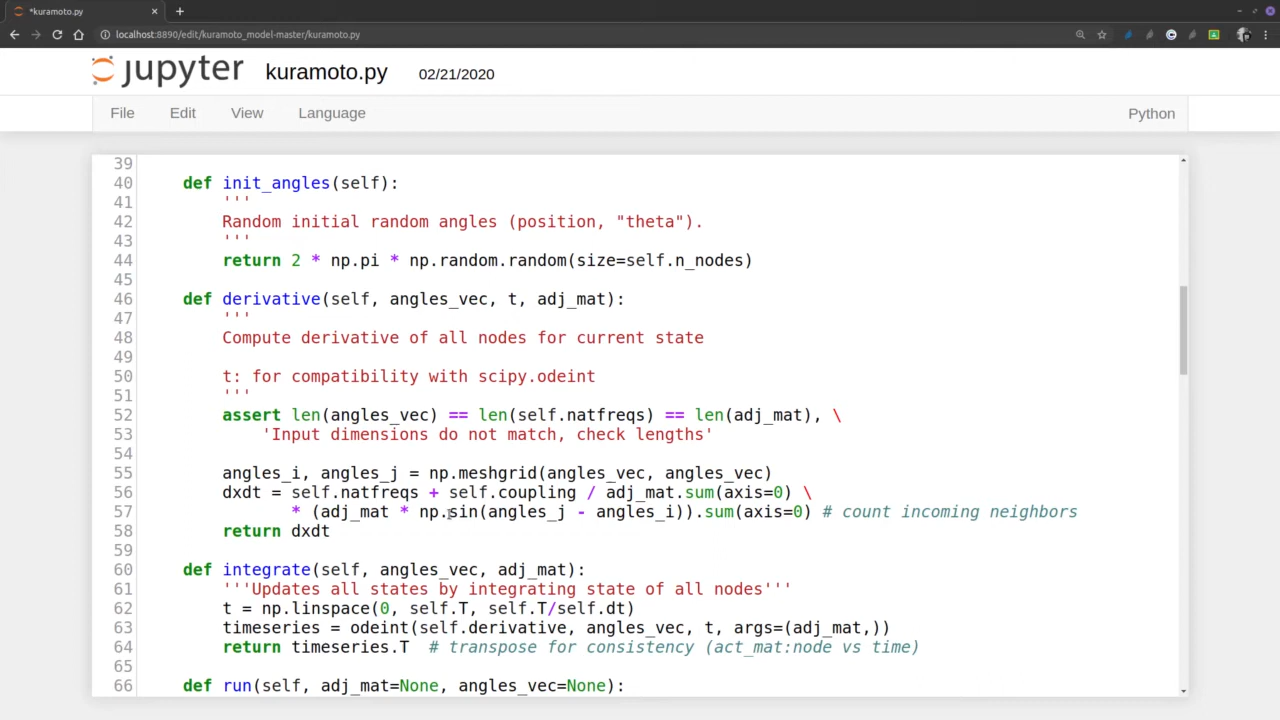 *kuramoto.py
localhost:8890/edit/kuramoto_model-master/kuramoto.py
jupyter kuramoto.py 02/21/2020
File Edit View Language Python
39
40 def init_angles(self):
41 '''
42 Random initial random angles (position, "theta").
43 '''
44 return 2 * np.pi * np.random.random(size=self.n_nodes)
45
46 def derivative(self, angles_vec, t, adj_mat):
47 '''
48 Compute derivative of all nodes for current state
49
50 t: for compatibility with scipy.odeint
51 '''
52 assert len(angles_vec) == len(self.natfreqs) == len(adj_mat), \
53 'Input dimensions do not match, check lengths'
54
55 angles_i, angles_j = np.meshgrid(angles_vec, angles_vec)
56 dxdt = self.natfreqs + self.coupling / adj_mat.sum(axis=0) \
57 * (adj_mat * np.sin(angles_j - angles_i)).sum(axis=0) # count incoming neighbors
58 return dxdt
59
60 def integrate(self, angles_vec, adj_mat):
61 '''Updates all states by integrating state of all nodes'''
62 t = np.linspace(0, self.T, self.T/self.dt)
63 timeseries = odeint(self.derivative, angles_vec, t, args=(adj_mat,))
64 return timeseries.T # transpose for consistency (act_mat:node vs time)
65
66 def run(self, adj_mat=None, angles_vec=None):